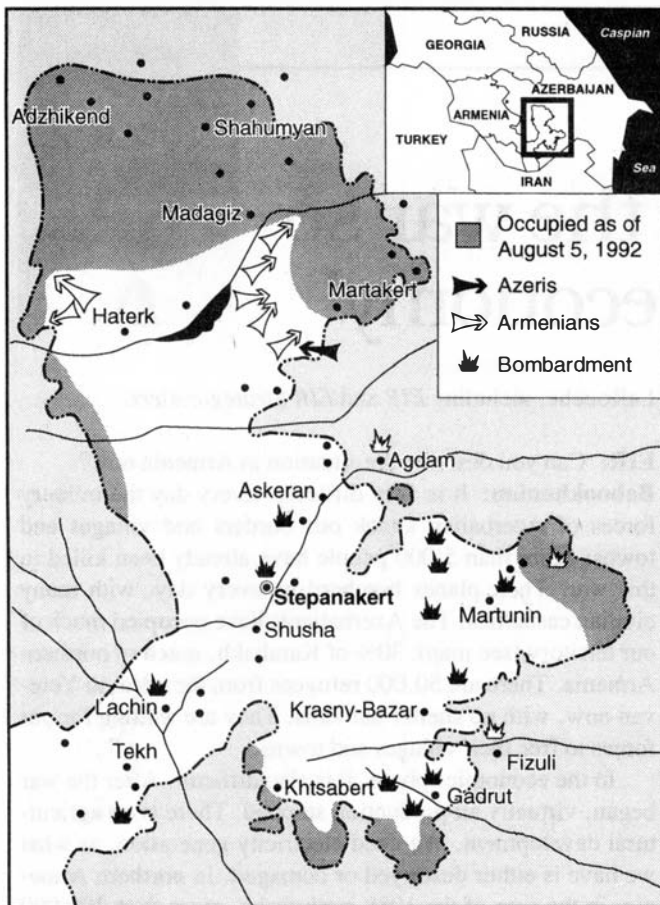 GEORGIA
RUSSIA
Caspian
AZERBAIJAN
ARMENIA
TURKEY
IRAN
Sea
Occupied as of
August 5, 1992
Azeris
Armenians
Bombardment
Adzhikend
Shahumyan
Madagiz
Martakert
Haterk
Agdam
Askeran
Stepanakert
Martunin
Shusha
Lachin
Krasny-Bazar
Tekh
Fizuli
Khtsabert
Ga